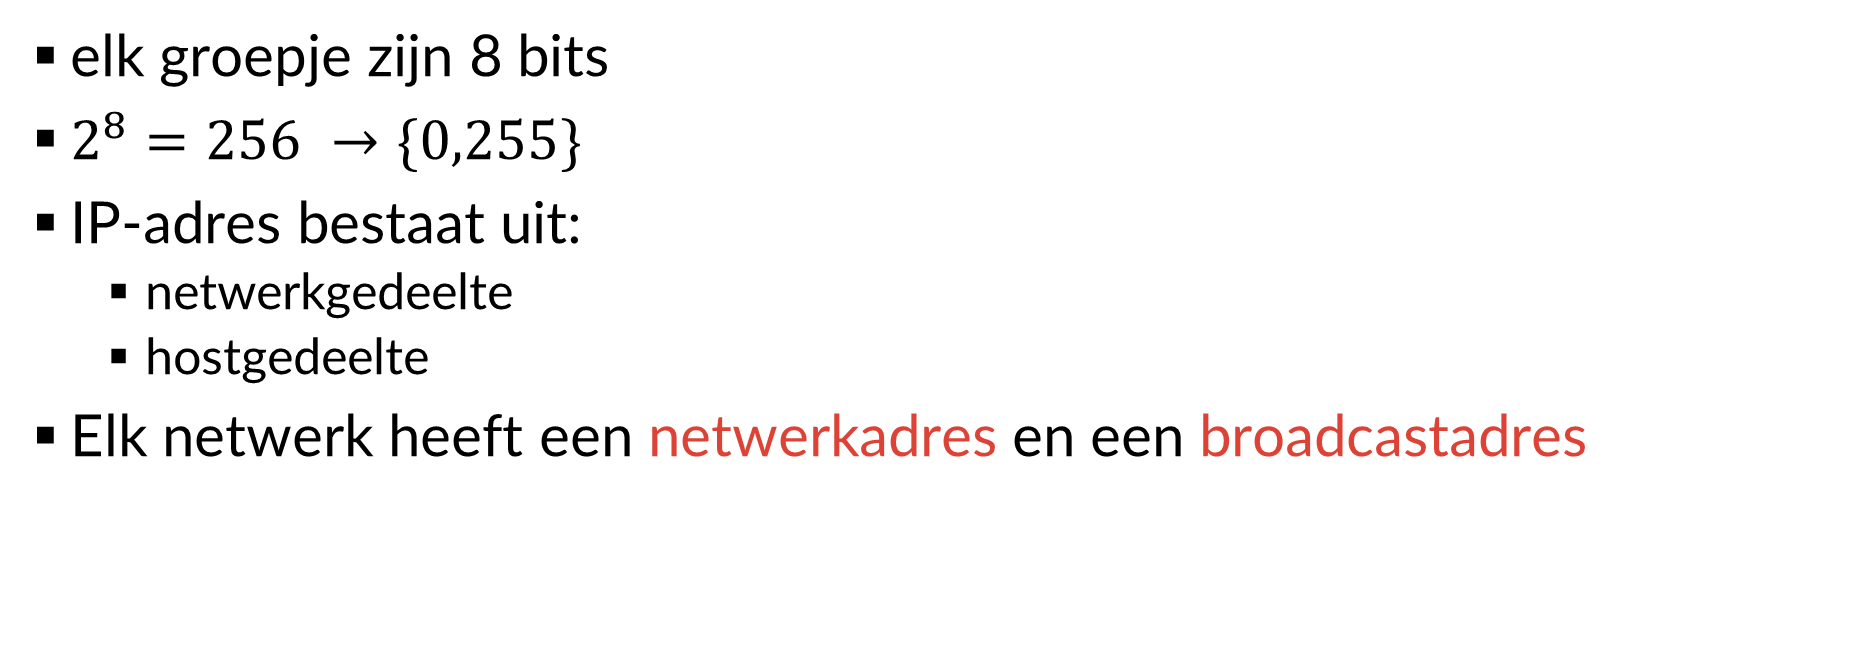 ▪ elk groepje zijn 8 bits
▪ 2⁸ = 256 → {0,255}
▪ IP-adres bestaat uit:
▪ netwerkgedeelte
▪ hostgedeelte
▪ Elk netwerk heeft een netwerkadres en een broadcastadres